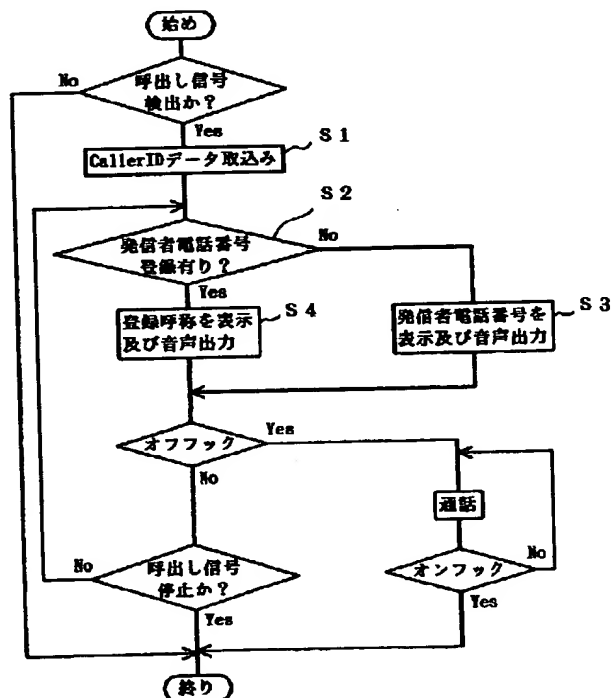 始め
呼出し信号
検出か？
No
Yes
CallerIDデータ取込み
S1
S2
発信者電話番号
登録有り？
No
Yes
登録呼称を表示
及び音声出力
S4
発信者電話番号を
表示及び音声出力
S3
オフフック
Yes
No
通話
オンフック
No
Yes
呼出し信号
停止か？
No
Yes
終り